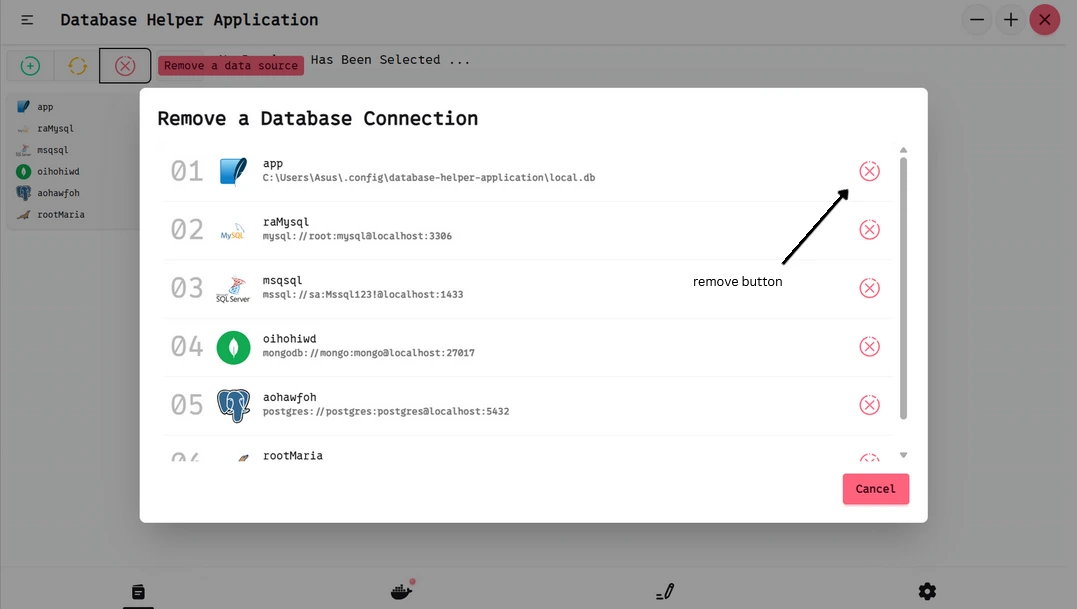 Database Helper Application
Remove a data source
Has Been Selected ...
app
raMysql
msqsql
oihohiwd
aohawfoh
rootMaria
Remove a Database Connection
01
app
C:\Users\Asus\.config\database-helper-application\local.db
02
MySQL
raMysql
mysql://root:mysql@localhost:3306
03
SQL Server
msqsql
mssql://sa:Mssql123!@localhost:1433
04
oihohiwd
mongodb://mongo:mongo@localhost:27017
05
aohawfoh
postgres://postgres:postgres@localhost:5432
rootMaria
remove button
Cancel